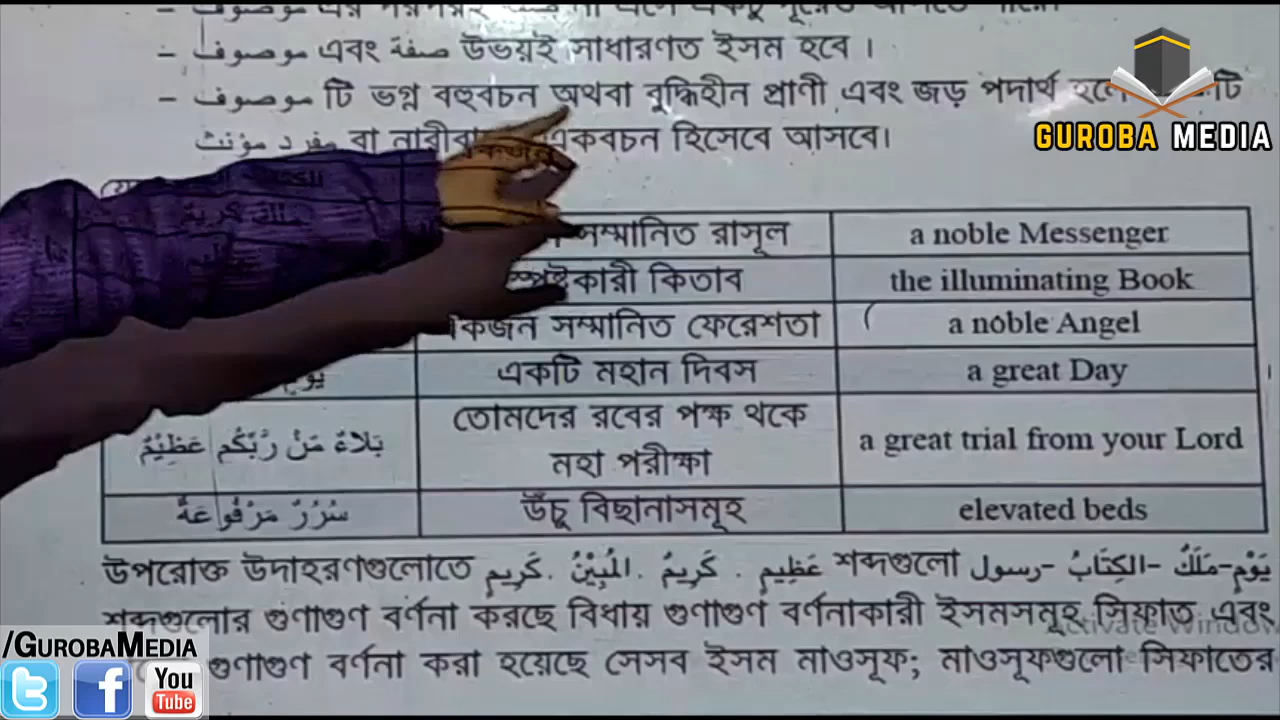 – موصوف এবং صفة উভয়ই সাধারণত ইসম হবে ।
– موصوف টি ভগ্ন বহুবচন অথবা বুদ্ধিহীন প্রাণী এবং জড় পদার্থ হলে টি
مفرد مؤنث বা একবচন হিসেবে আসবে।
GUROBA MEDIA
সম্মানিত রাসূল a noble Messenger
কিতাব the illuminating Book
সম্মানিত ফেরেশতা a noble Angel
একটি মহান দিবস a great Day
بَلاءٌ مِّنْ رَّبِّكُم عَظِيْمٌ তোমদের রবের পক্ষ থকে মহা পরীক্ষা a great trial from your Lord
سُرُرٌ مَرْفُوعَةٌ উঁচু বিছানাসমূহ elevated beds
উপরোক্ত উদাহরণগুলোতে عَظِيم . كَرِيمٌ . المُبِيْنُ . كَرِيم শব্দগুলো يَوْم–مَلَكٌ –الكِتَابُ –رسول
শব্দগুলোর গুণাগুণ বর্ণনা করছে বিধায় গুণাগুণ বর্ণনাকারী ইসমসমূহ সিফাত এবং
গুণাগুণ বর্ণনা করা হয়েছে সেসব ইসম মাওসূফ; মাওসূফগুলো সিফাতের
/GUROBAMEDIA
You Tube